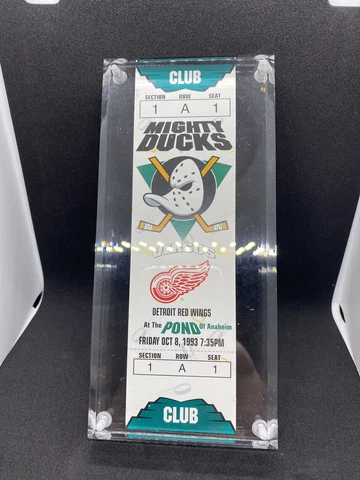 CLUB
SECTION ROW SEAT
1 A 1
MIGHTY
DUCKS
VERSUS
DETROIT RED WINGS
At The POND Of Anaheim
FRIDAY OCT 8, 1993 7:35PM
SECTION ROW SEAT
1 A 1
CLUB